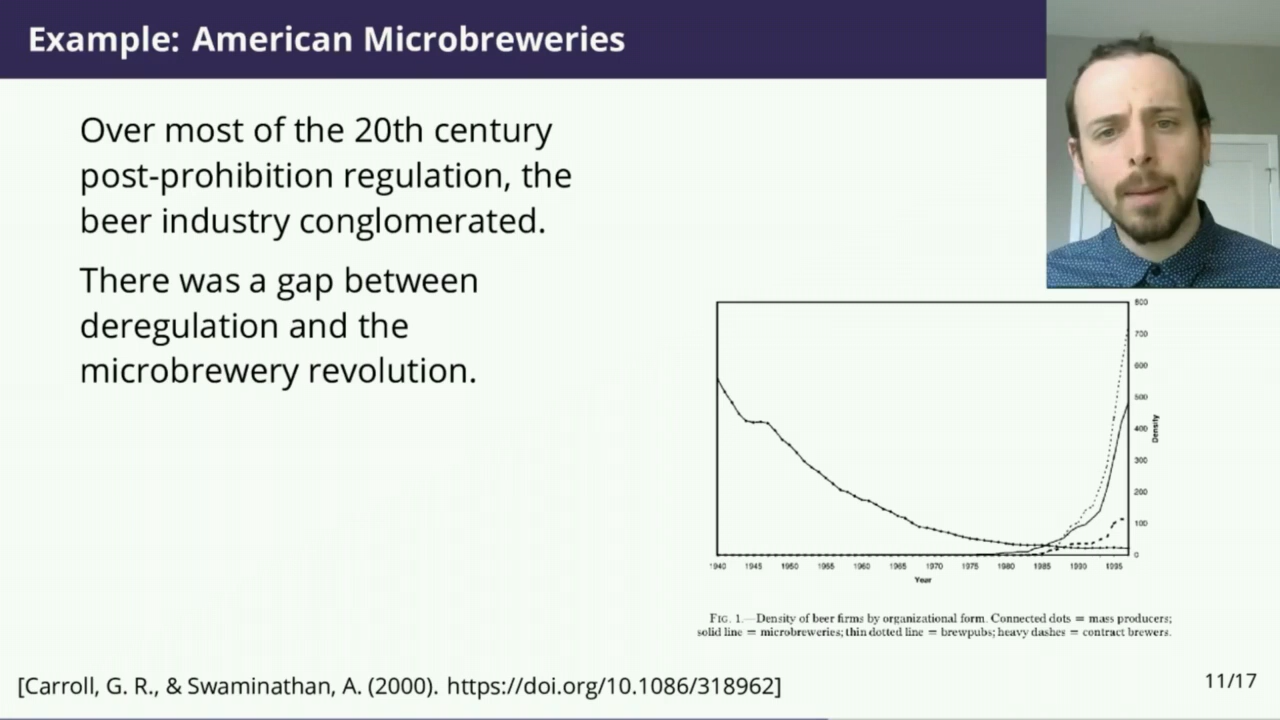 Example: American Microbreweries
Over most of the 20th century
post-prohibition regulation, the
beer industry conglomerated.
There was a gap between
deregulation and the
microbrewery revolution.
800
700
600
500
400
300
200
100
0
Density
1940 1945 1950 1955 1960 1965 1970 1975 1980 1985 1990 1995
Year
FIG. 1.—Density of beer firms by organizational form. Connected dots = mass producers;
solid line = microbreweries; thin dotted line = brewpubs; heavy dashes = contract brewers.
[Carroll, G. R., & Swaminathan, A. (2000). https://doi.org/10.1086/318962]
11/17